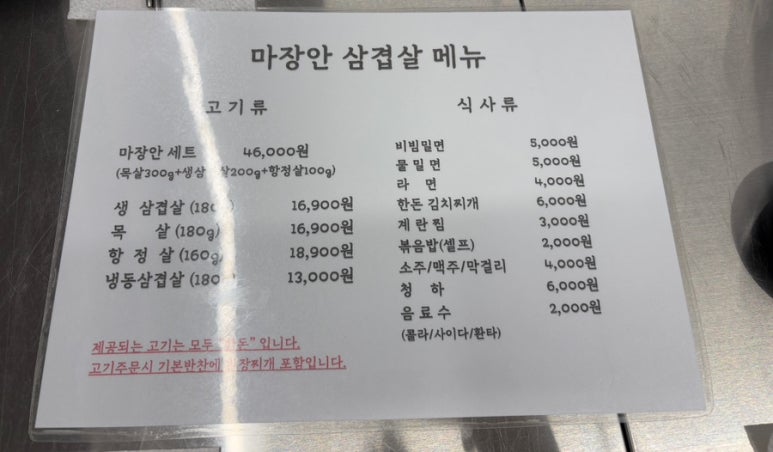 마장안 삼겹살 메뉴
고기류
마장안 세트 46,000원
(목살300g+생삼 살200g+항정살100g)
생 삼겹살 (180
16,900원
목 살 (180g) 16,900원
항 정 살 (160g) 18,900원
냉동삼겹살 (180 13,000원
제공되는 고기는 모두 돈" 입니다.
고기주문시 기본반찬에 장찌개 포함입니다.
식사류
비빔밀면 5,000원
물밀면 5,000원
라 면 4,000원
한돈 김치찌개 6,000원
계란찜 3,000원
볶음밥(셀프) 2,000원
소주/맥주/막걸리 4,000원
청 하 6,000원
음료수 2,000원
(콜라/사이다/환타)